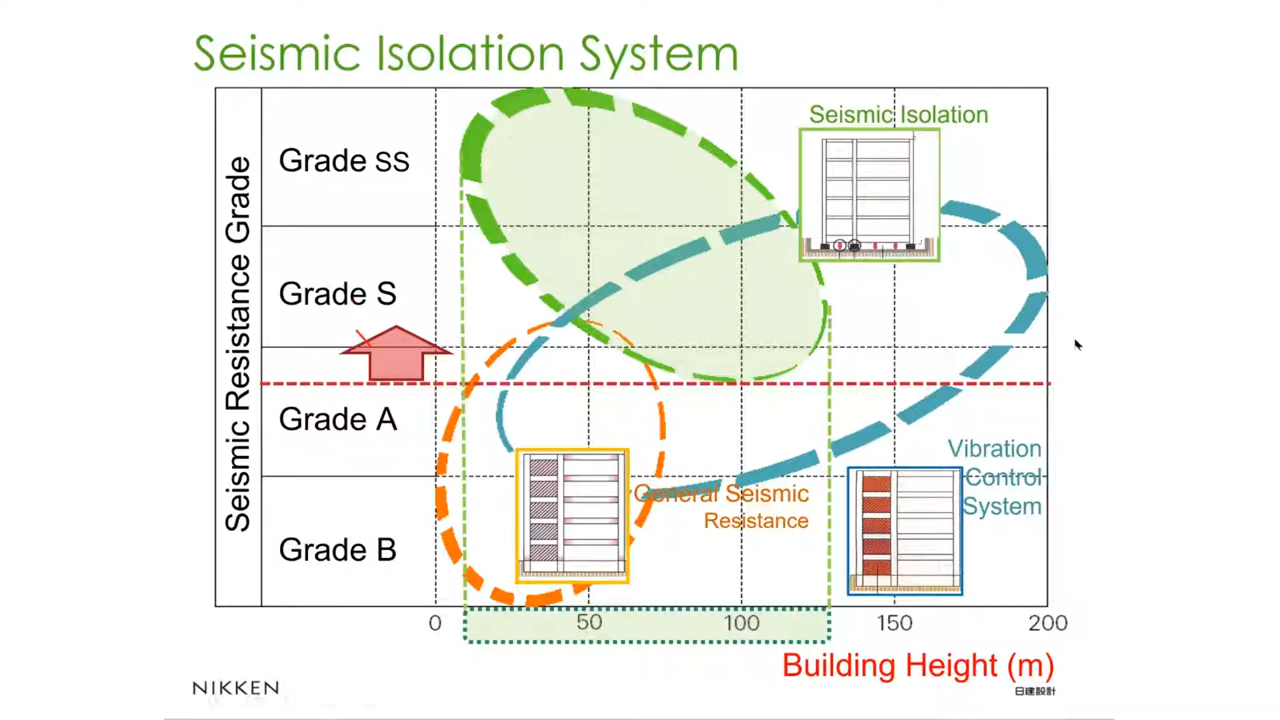 Seismic Isolation System
Seismic Resistance Grade
Grade SS
Grade S
Grade A
Grade B
Seismic Isolation
General Seismic
Resistance
Vibration
Control
System
0 50 100 150 200
Building Height (m)
NIKKEN
日建設計